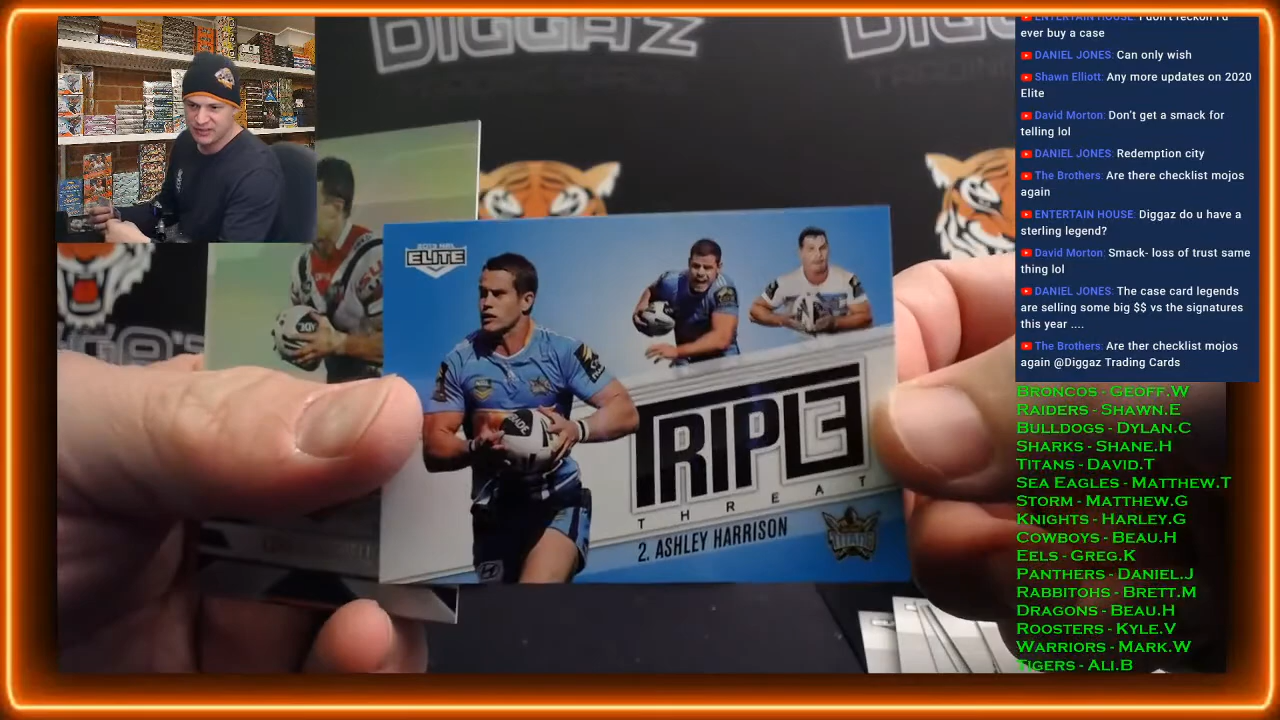 DIGGA'Z
ENTERTAIN HOUSE: I don't reckon I'd
ever buy a case
DANIEL JONES: Can only wish
Shawn Elliott: Any more updates on 2020
Elite
David Morton: Don't get a smack for
telling lol
DANIEL JONES: Redemption city
The Brothers: Are there checklist mojos
again
ENTERTAIN HOUSE: Diggaz do u have a
sterling legend?
David Morton: Smack- loss of trust same
thing lol
DANIEL JONES: The case card legends
are selling some big $$ vs the signatures
this year ....
The Brothers: Are ther checklist mojos
again @Diggaz Trading Cards
BRONCOS - GEOFF.W
RAIDERS - SHAWN.E
BULLDOGS - DYLAN.C
SHARKS - SHANE.H
TITANS - DAVID.T
SEA EAGLES - MATTHEW.T
STORM - MATTHEW.G
KNIGHTS - HARLEY.G
COWBOYS - BEAU.H
EELS - GREG.K
PANTHERS - DANIEL.J
RABBITOHS - BRETT.M
DRAGONS - BEAU.H
ROOSTERS - KYLE.V
WARRIORS - MARK.W
TIGERS - ALI.B
ELITE
TRIPLE
THREAT
2. ASHLEY HARRISON
TITANS